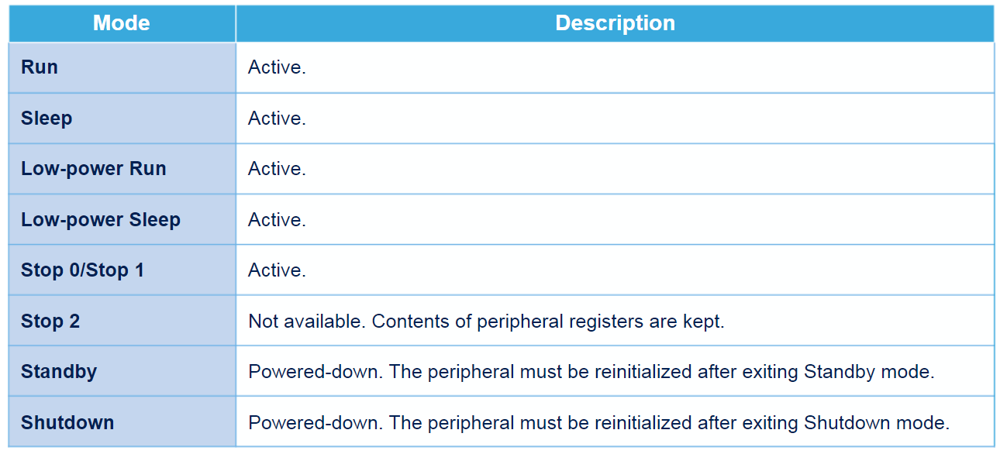 Mode Description
Run Active.
Sleep Active.
Low-power Run Active.
Low-power Sleep Active.
Stop 0/Stop 1 Active.
Stop 2 Not available. Contents of peripheral registers are kept.
Standby Powered-down. The peripheral must be reinitialized after exiting Standby mode.
Shutdown Powered-down. The peripheral must be reinitialized after exiting Shutdown mode.